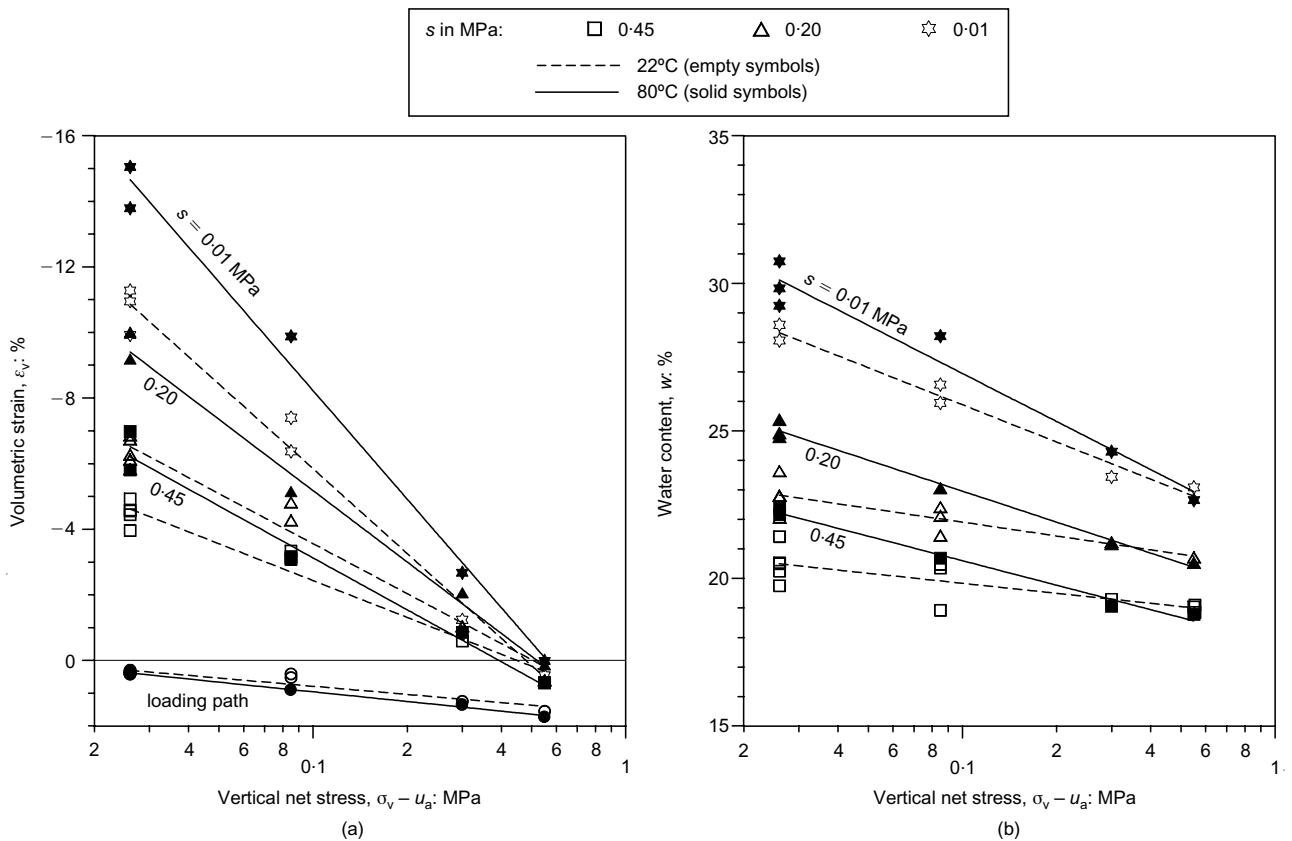 s in MPa: 0·45 0·20 0·01
22ºC (empty symbols)
80ºC (solid symbols)
−16
−12
−8
−4
0
Volumetric strain, εv: %
s = 0·01 MPa
0·20
0·45
loading path
2 4 6 8 2 4 6 8
0·1 1
Vertical net stress, σv – ua: MPa
(a)
35
30
25
20
15
Water content, w: %
s = 0·01 MPa
0·20
0·45
2 4 6 8 2 4 6 8
0·1 1
Vertical net stress, σv – ua: MPa
(b)